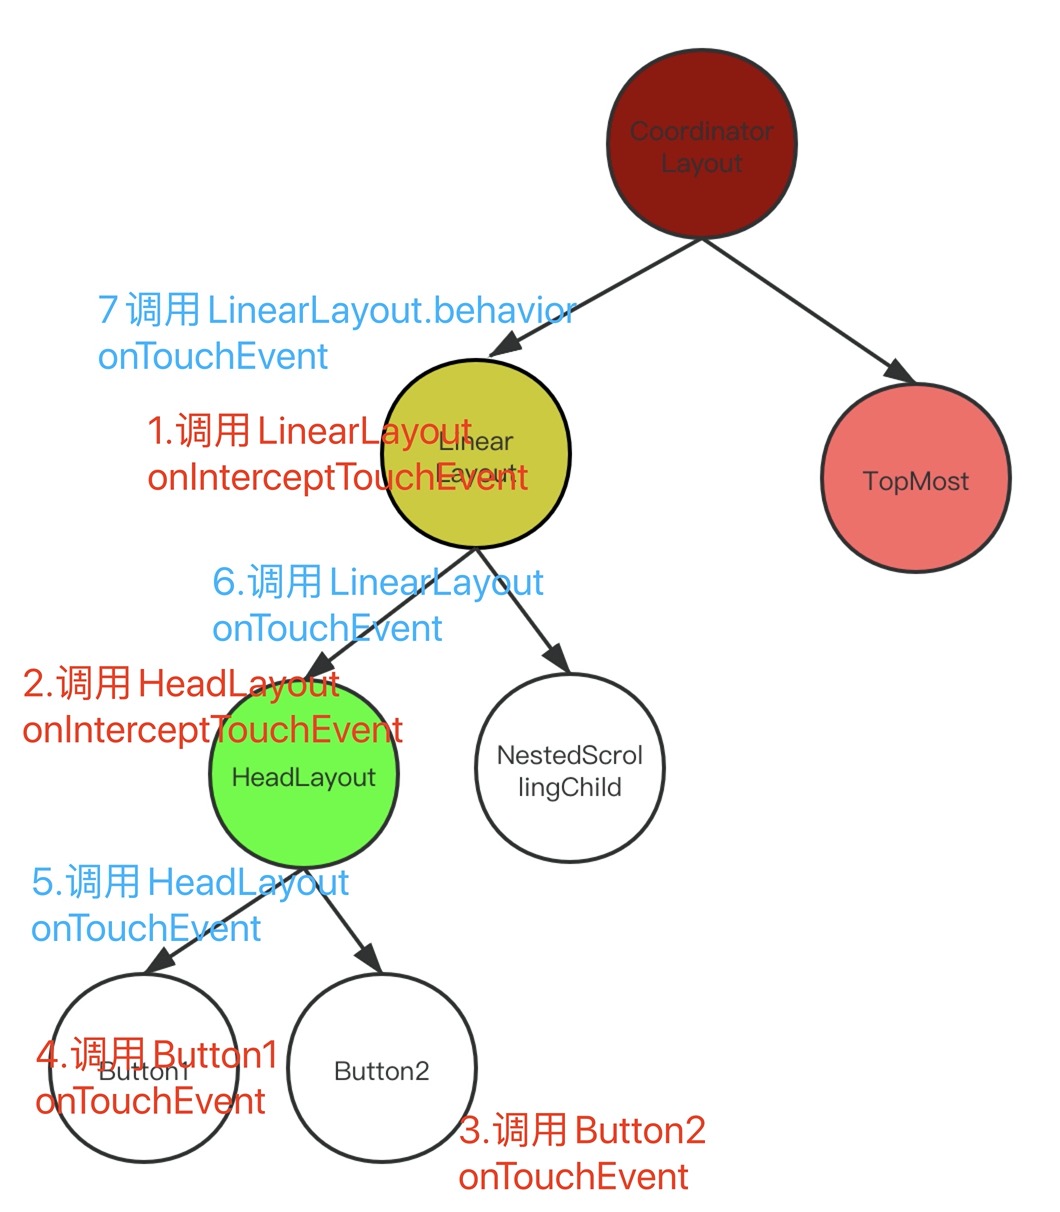 Coordinator
Layout
7 调用 LinearLayout.behavior
onTouchEvent
1.调用 LinearLayout
onInterceptTouchEvent
Linear
Layout
TopMost
6.调用 LinearLayout
onTouchEvent
2.调用 HeadLayout
onInterceptTouchEvent
HeadLayout
NestedScrol
lingChild
5.调用 HeadLayout
onTouchEvent
4.调用 Button1
onTouchEvent
Button1
Button2
3.调用 Button2
onTouchEvent